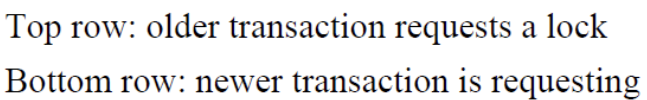 Top row: older transaction requests a lock
Bottom row: newer transaction is requesting